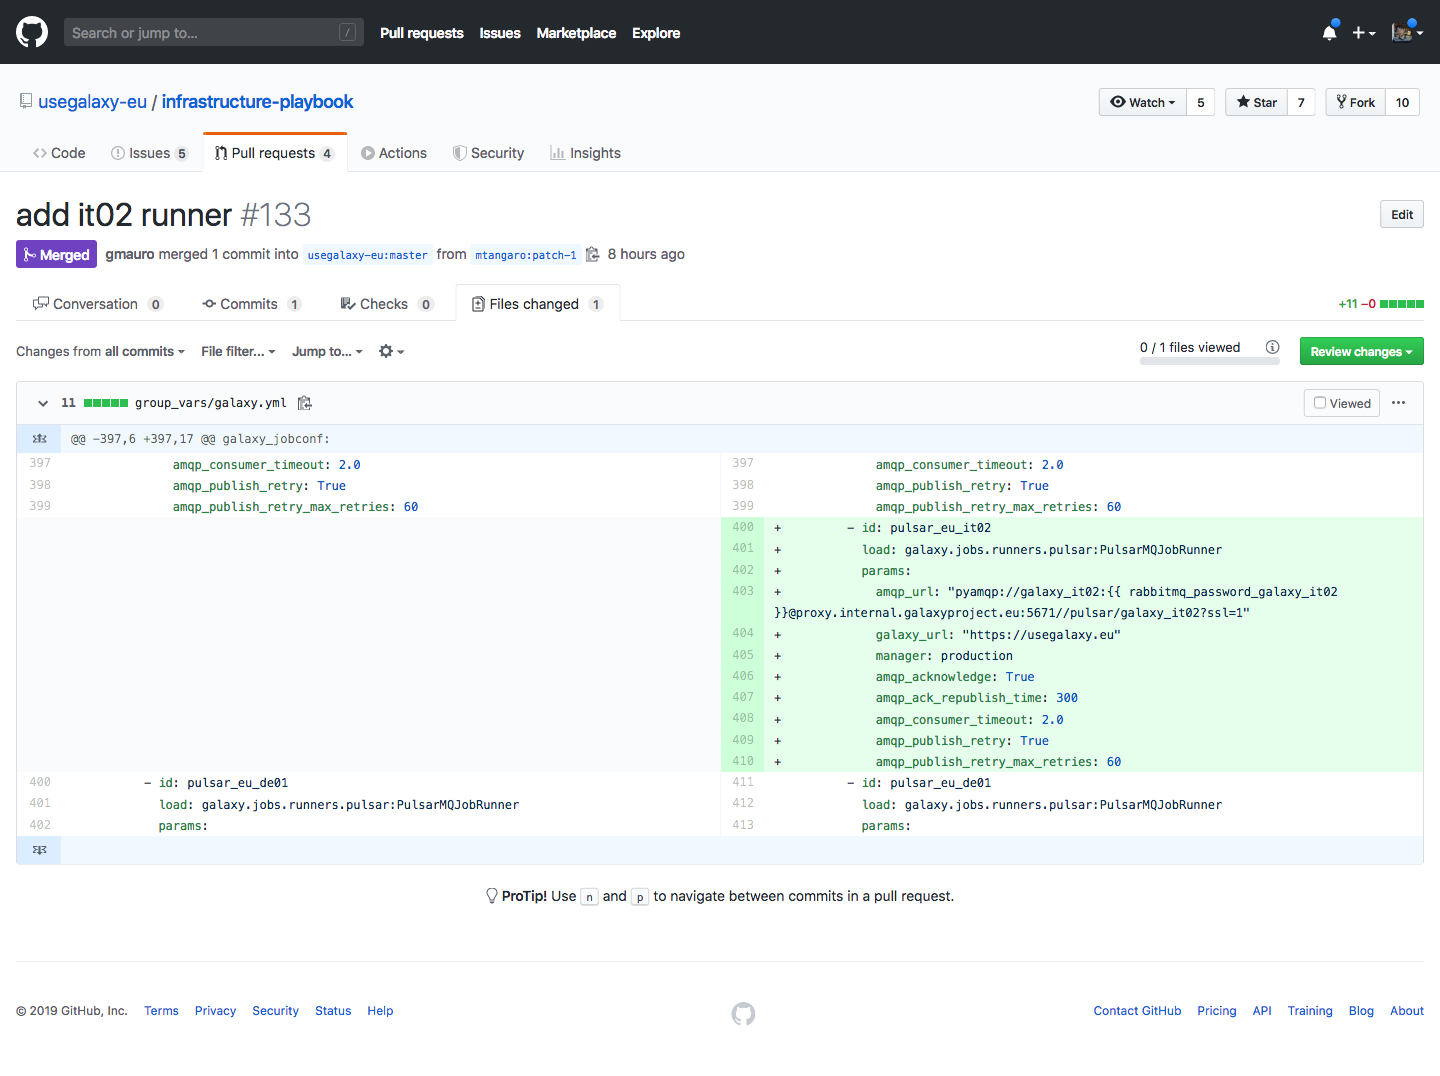 Search or jump to... /
Pull requests Issues Marketplace Explore
usegalaxy-eu / infrastructure-playbook
Watch 5 Star 7 Fork 10
Code Issues 5 Pull requests 4 Actions Security Insights
add it02 runner #133
Edit
Merged gmauro merged 1 commit into usegalaxy-eu:master from mtangaro:patch-1 8 hours ago
Conversation 0 Commits 1 Checks 0 Files changed 1
+11 −0
Changes from all commits File filter... Jump to...
0 / 1 files viewed
Review changes
11 group_vars/galaxy.yml
Viewed
@@ -397,6 +397,17 @@ galaxy_jobconf:
397 amqp_consumer_timeout: 2.0 397 amqp_consumer_timeout: 2.0
398 amqp_publish_retry: True 398 amqp_publish_retry: True
399 amqp_publish_retry_max_retries: 60 399 amqp_publish_retry_max_retries: 60
400 + - id: pulsar_eu_it02
401 + load: galaxy.jobs.runners.pulsar:PulsarMQJobRunner
402 + params:
403 + amqp_url: "pyamqp://galaxy_it02:{{ rabbitmq_password_galaxy_it02
}}@proxy.internal.galaxyproject.eu:5671//pulsar/galaxy_it02?ssl=1"
404 + galaxy_url: "https://usegalaxy.eu"
405 + manager: production
406 + amqp_acknowledge: True
407 + amqp_ack_republish_time: 300
408 + amqp_consumer_timeout: 2.0
409 + amqp_publish_retry: True
410 + amqp_publish_retry_max_retries: 60
400 - id: pulsar_eu_de01 411 - id: pulsar_eu_de01
401 load: galaxy.jobs.runners.pulsar:PulsarMQJobRunner 412 load: galaxy.jobs.runners.pulsar:PulsarMQJobRunner
402 params: 413 params:
ProTip! Use n and p to navigate between commits in a pull request.
© 2019 GitHub, Inc. Terms Privacy Security Status Help
Contact GitHub Pricing API Training Blog About